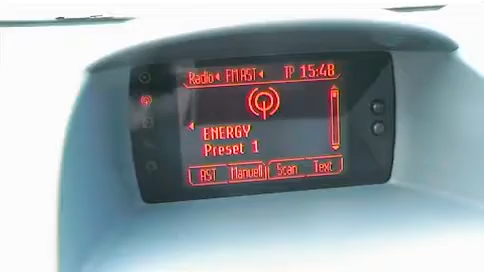 Radio FM AST TP 15:48
ENERGY
Preset 1
AST Manuell Scan Text